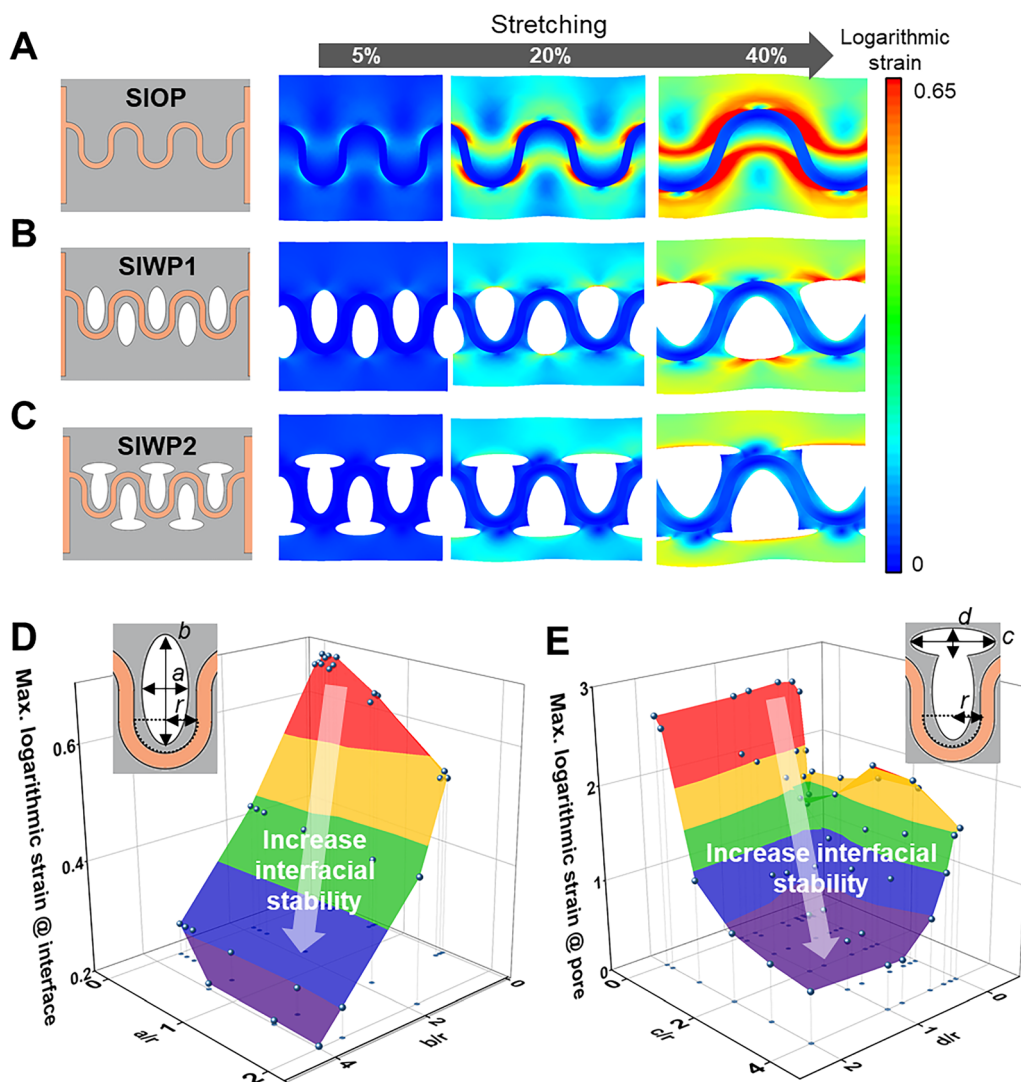 Stretching
A
5%
20%
40%
Logarithmic
strain
SIOP
0.65
B
SIWP1
C
SIWP2
0
D
b
a
r
Max. logarithmic strain @ interface
0.6
0.4
0.2
Increase
interfacial
stability
0
1
2
a/r
0
2
4
b/r
E
d
c
r
Max. logarithmic strain @ pore
3
2
1
0
Increase interfacial
stability
0
2
4
c/r
0
1
2
d/r